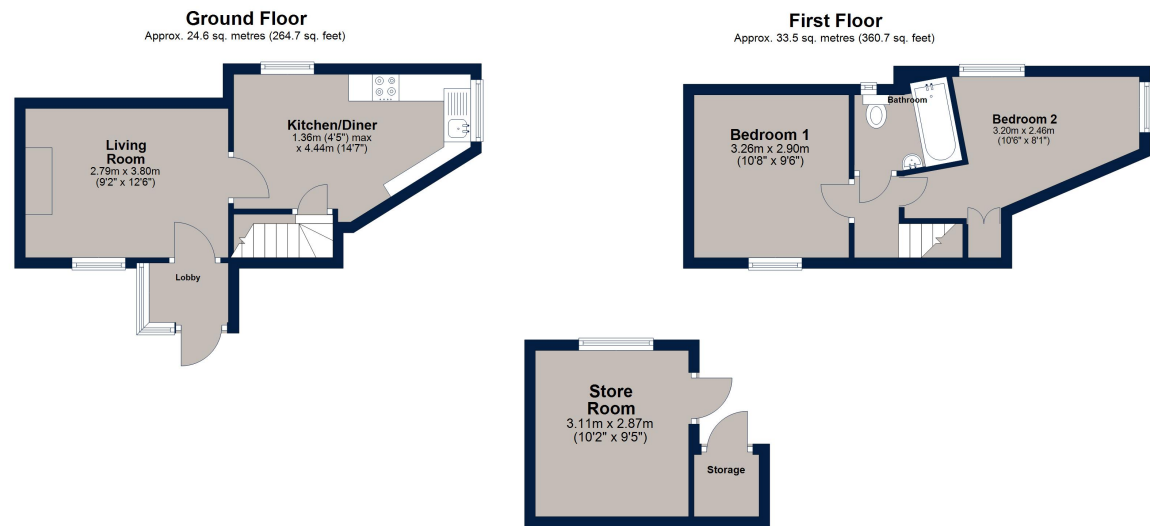 Ground Floor
Approx. 24.6 sq. metres (264.7 sq. feet)
Living
Room
2.79m x 3.80m
(9'2" x 12'6")
Kitchen/Diner
1.36m (4'5") max
x 4.44m (14'7")
Lobby
First Floor
Approx. 33.5 sq. metres (360.7 sq. feet)
Bedroom 1
3.26m x 2.90m
(10'8" x 9'6")
Bathroom
Bedroom 2
3.20m x 2.46m
(10'6" x 8'1")
Store
Room
3.11m x 2.87m
(10'2" x 9'5")
Storage